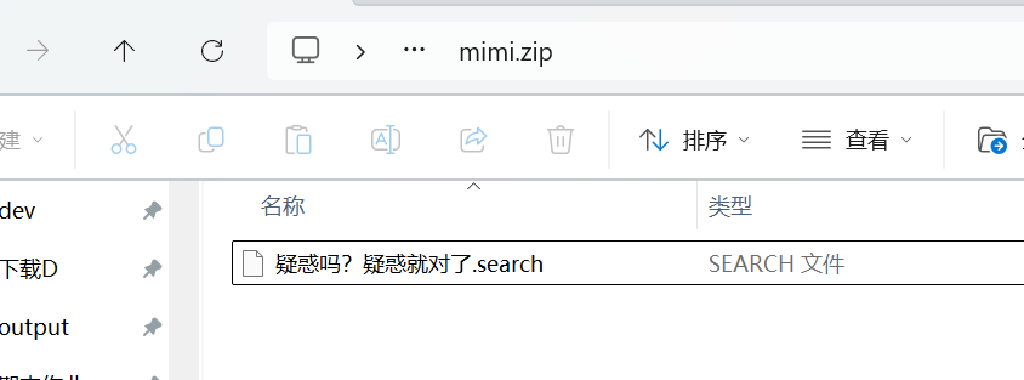 mimi.zip
建
排序
查看
名称
类型
dev
下载D
output
疑惑吗？疑惑就对了.search
SEARCH 文件